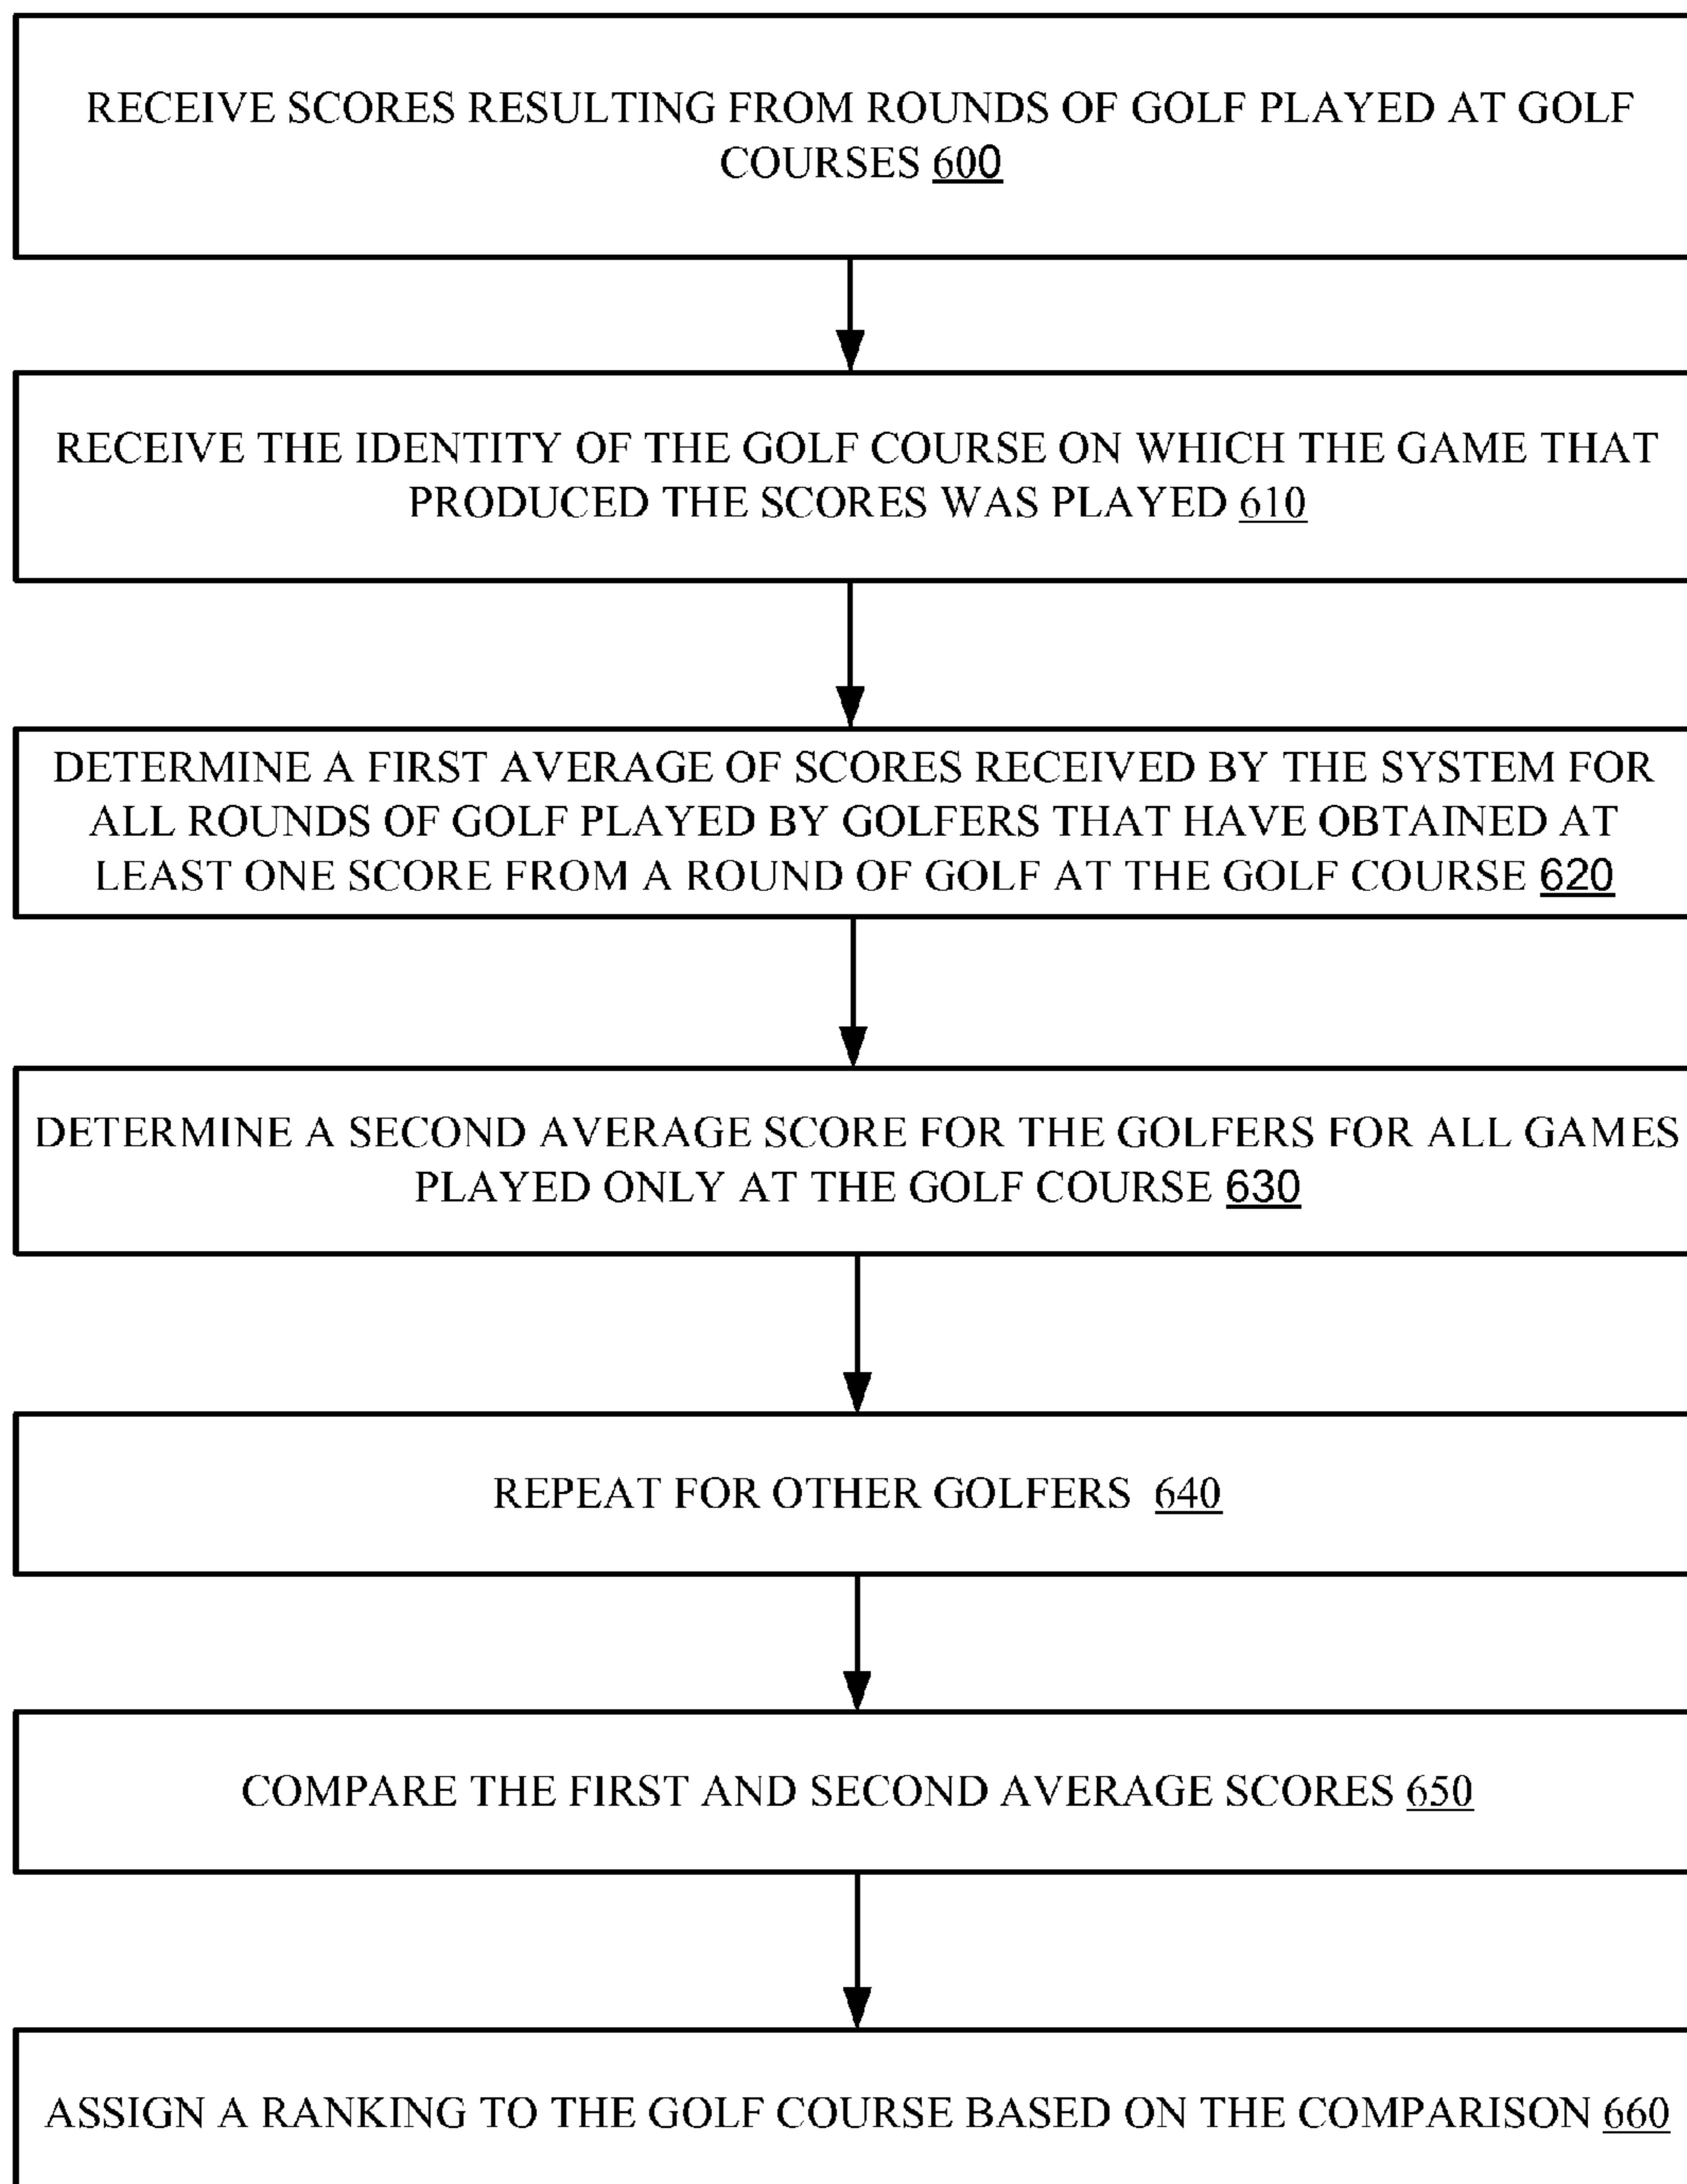 RECEIVE SCORES RESULTING FROM ROUNDS OF GOLF PLAYED AT GOLF
COURSES 600
RECEIVE THE IDENTITY OF THE GOLF COURSE ON WHICH THE GAME THAT
PRODUCED THE SCORES WAS PLAYED 610
DETERMINE A FIRST AVERAGE OF SCORES RECEIVED BY THE SYSTEM FOR
ALL ROUNDS OF GOLF PLAYED BY GOLFERS THAT HAVE OBTAINED AT
LEAST ONE SCORE FROM A ROUND OF GOLF AT THE GOLF COURSE 620
DETERMINE A SECOND AVERAGE SCORE FOR THE GOLFERS FOR ALL GAMES
PLAYED ONLY AT THE GOLF COURSE 630
REPEAT FOR OTHER GOLFERS 640
COMPARE THE FIRST AND SECOND AVERAGE SCORES 650
ASSIGN A RANKING TO THE GOLF COURSE BASED ON THE COMPARISON 660